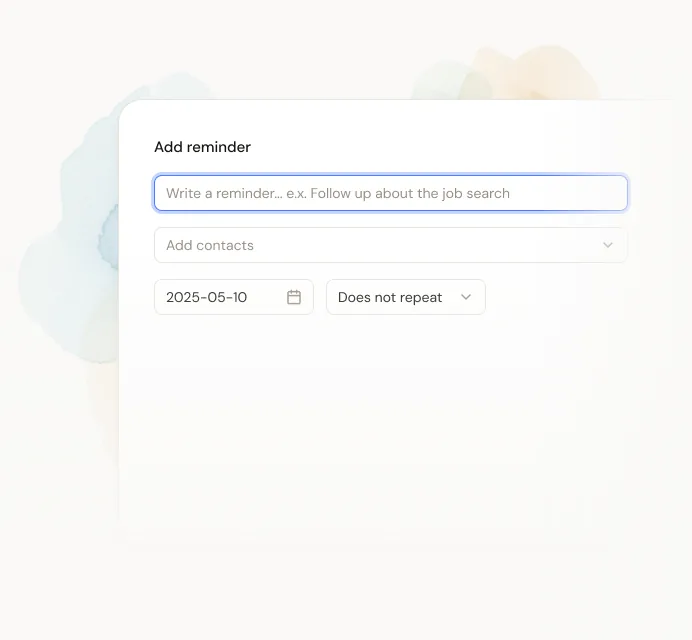 Add reminder
Write a reminder... e.x. Follow up about the job search
Add contacts
2025-05-10 Does not repeat